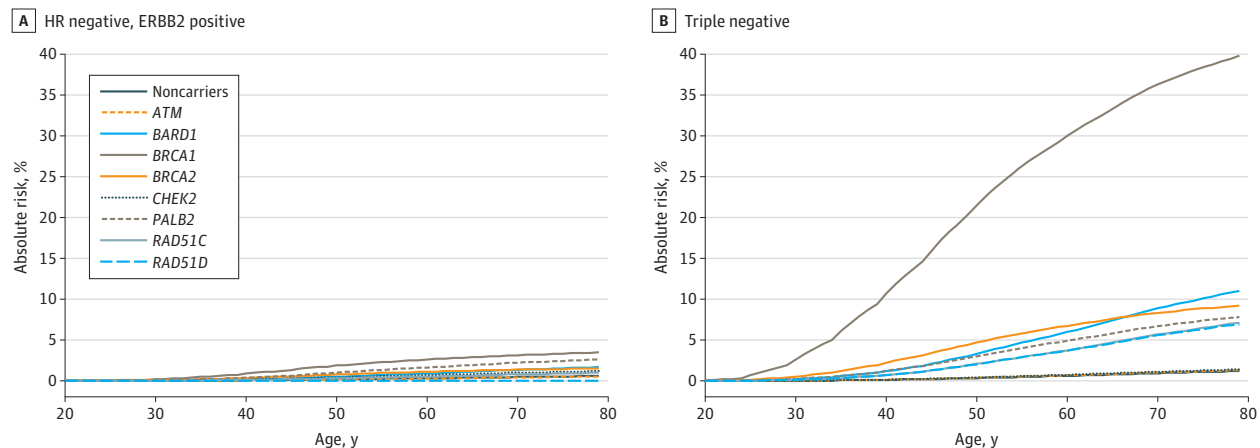 A HR negative, ERBB2 positive
40
35
30
25
20
15
10
5
0
Absolute risk, %
20 30 40 50 60 70 80
Age, y
Noncarriers
ATM
BARD1
BRCA1
BRCA2
CHEK2
PALB2
RAD51C
RAD51D
B Triple negative
40
35
30
25
20
15
10
5
0
Absolute risk, %
20 30 40 50 60 70 80
Age, y